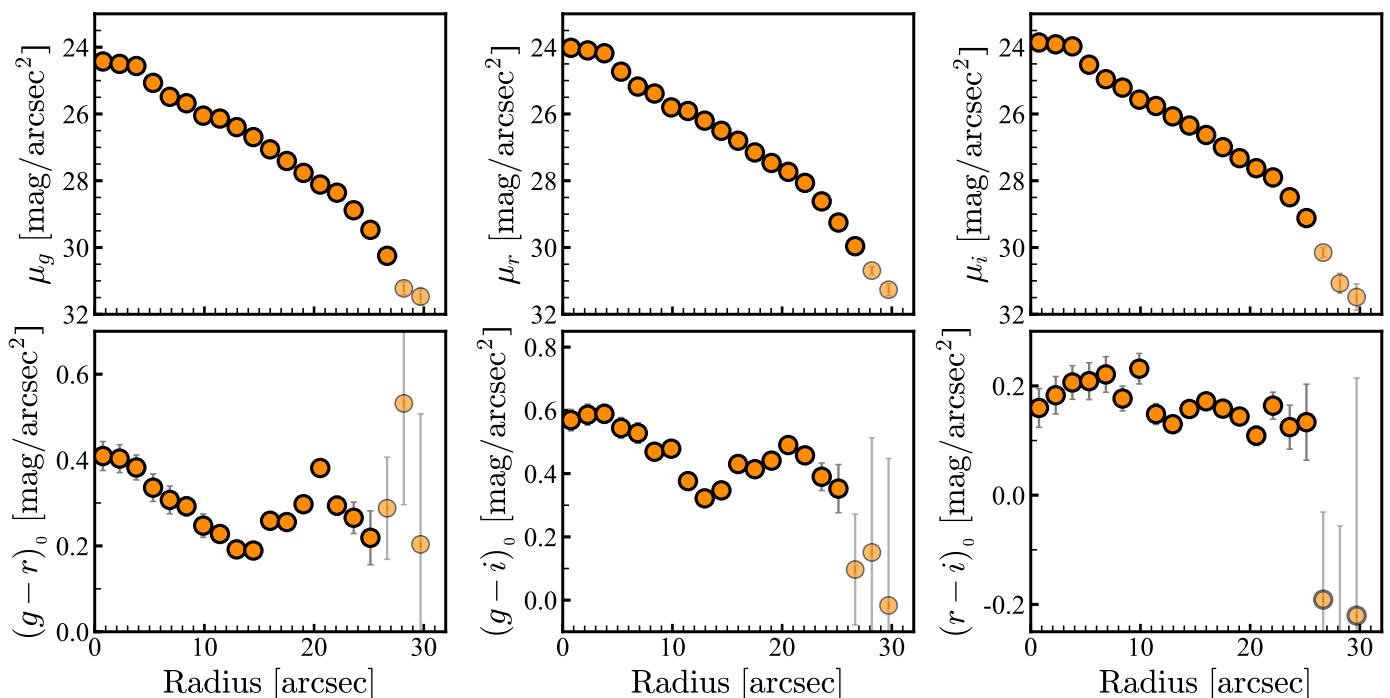 24
26
28
30
32
μ_g [mag/arcsec²]
24
26
28
30
32
μ_r [mag/arcsec²]
24
26
28
30
32
μ_i [mag/arcsec²]
0.6
0.4
0.2
0.0
(g − r)₀ [mag/arcsec²]
0 10 20 30
Radius [arcsec]
0.8
0.6
0.4
0.2
0.0
(g − i)₀ [mag/arcsec²]
0 10 20 30
Radius [arcsec]
0.2
0.0
-0.2
(r − i)₀ [mag/arcsec²]
0 10 20 30
Radius [arcsec]